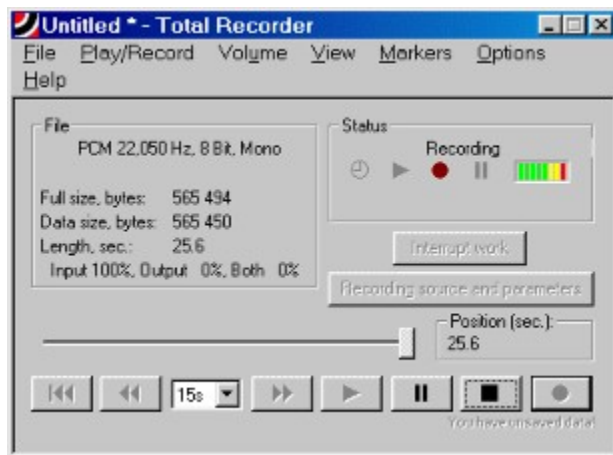 Untitled * - Total Recorder
File Play/Record Volume View Markers Options
Help
File
PCM 22,050 Hz, 8 Bit, Mono
Full size, bytes: 565 494
Data size, bytes: 565 450
Length, sec.: 25.6
Input 100%, Output 0%, Both 0%
Status
Recording
Interrupt work
Recording source and parameters
Position (sec.):
25.6
15s
You have unsaved data!